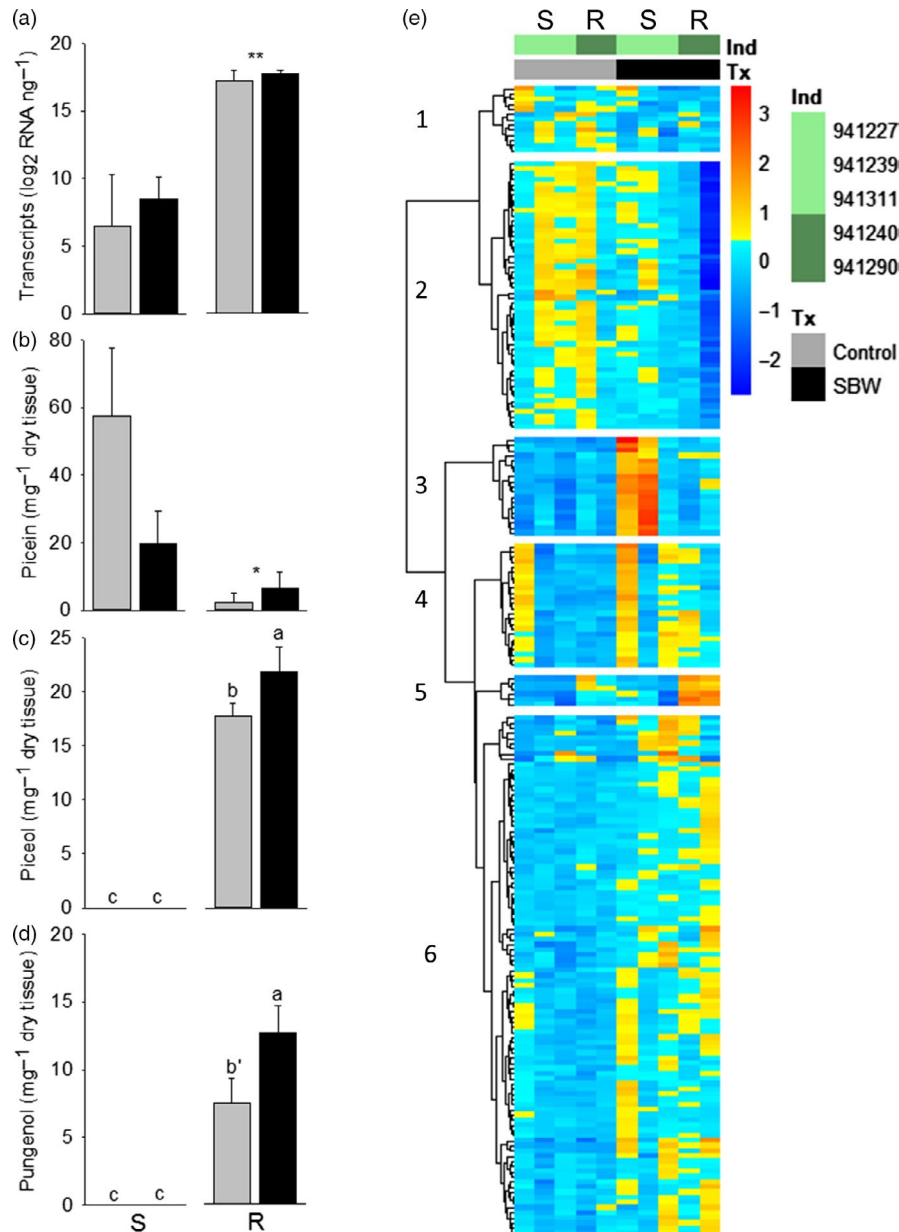 (a)
20
15
10
5
0
Transcripts (log2 RNA ng−1)
**
(b)
80
60
40
20
0
Picein (mg−1 dry tissue)
*
(c)
25
20
15
10
5
0
Piceol (mg−1 dry tissue)
c c b a
(d)
20
15
10
5
0
Pungenol (mg−1 dry tissue)
c c b' a
S R
(e)
S R S R
Ind
Tx
1
2
3
4
5
6
3
2
1
0
−1
−2
Ind
941227
941239
941311
941240
941290
Tx
Control
SBW